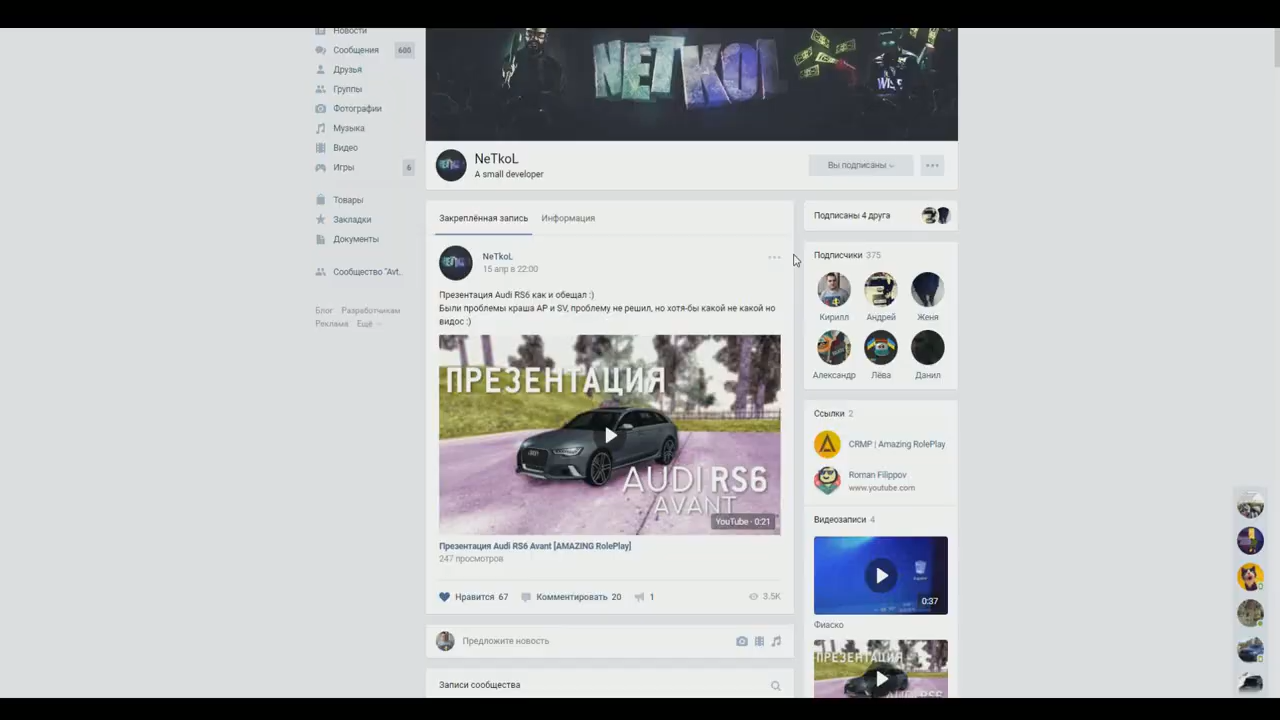 Новости
Сообщения 600
Друзья
Группы
Фотографии
Музыка
Видео
Игры 6
Товары
Закладки
Документы
Сообщество "Avt..
Блог Разработчикам
Реклама Ещё
NETKOL
NeTkoL
A small developer
Вы подписаны
Закреплённая запись Информация
NeTkoL
15 апр в 22:00
Презентация Audi RS6 как и обещал :)
Были проблемы краша AP и SV, проблему не решил, но хотя-бы какой не какой но
видос :)
ПРЕЗЕНТАЦИЯ
AUDI RS6
AVANT
YouTube · 0:21
Презентация Audi RS6 Avant [AMAZING RolePlay]
247 просмотров
Нравится 67 Комментировать 20 1 3.5K
Предложите новость
Записи сообщества
Подписаны 4 друга
Подписчики 375
Кирилл Андрей Женя
Александр Лёва Данил
Ссылки 2
CRMP | Amazing RolePlay
Roman Filippov
www.youtube.com
Видеозаписи 4
0:37
Фиаско
ПРЕЗЕНТАЦИЯ